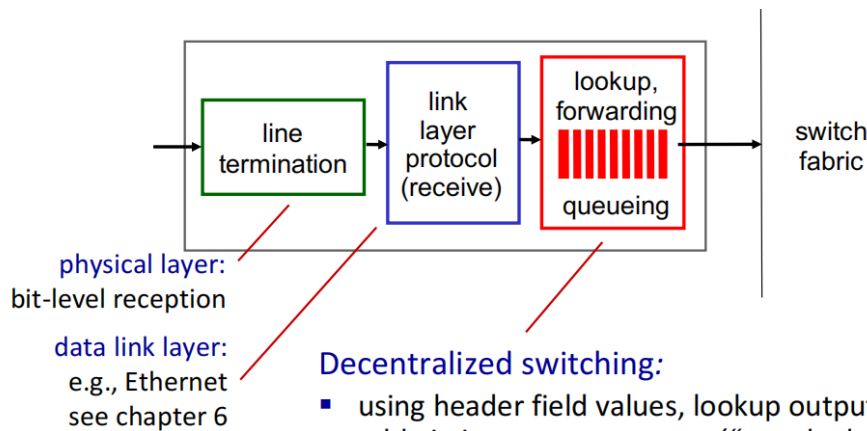 line
termination
link
layer
protocol
(receive)
lookup,
forwarding
queueing
switch
fabric
physical layer:
bit-level reception
data link layer:
e.g., Ethernet
see chapter 6
Decentralized switching:
▪ using header field values, lookup output